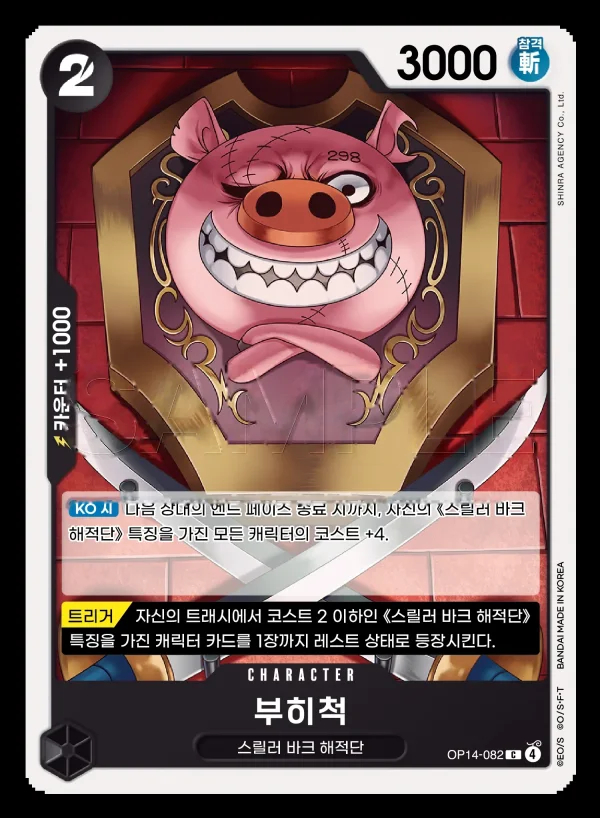 2
3000
참격
斬
SHINRA AGENCY Co., Ltd.
298
카운터 +1000
SAMPLE
KO 시 다음 상대의 엔드 페이즈 종료 시까지, 자신의 《스릴러 바크
해적단》 특징을 가진 모든 캐릭터의 코스트 +4.
트리거 자신의 트래시에서 코스트 2 이하인 《스릴러 바크 해적단》
특징을 가진 캐릭터 카드를 1장까지 레스트 상태로 등장시킨다.
CHARACTER
부히척
스릴러 바크 해적단
OP14-082 C 4
©EO/S ©O/S·F·T BANDAI MADE IN KOREA